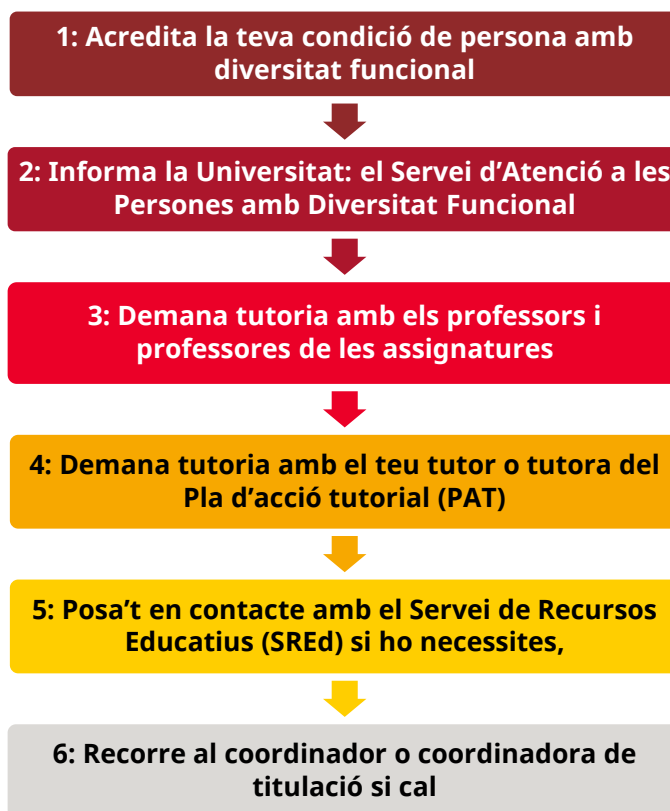 1: Acredita la teva condició de persona amb
diversitat funcional
2: Informa la Universitat: el Servei d’Atenció a les
Persones amb Diversitat Funcional
3: Demana tutoria amb els professors i
professores de les assignatures
4: Demana tutoria amb el teu tutor o tutora del
Pla d’acció tutorial (PAT)
5: Posa’t en contacte amb el Servei de Recursos
Educatius (SREd) si ho necessites,
6: Recorre al coordinador o coordinadora de
titulació si cal